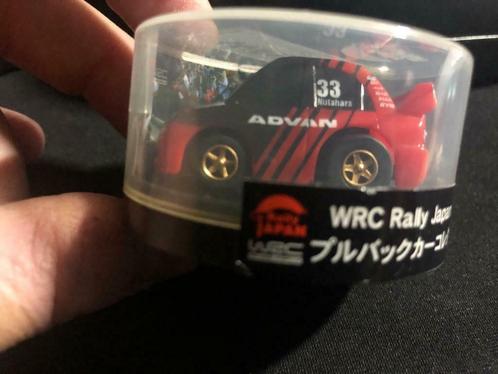 33
Nutahara
ADVAN
Rally
JAPAN
WRC
WRC Rally Japan
プルバックカーコレ